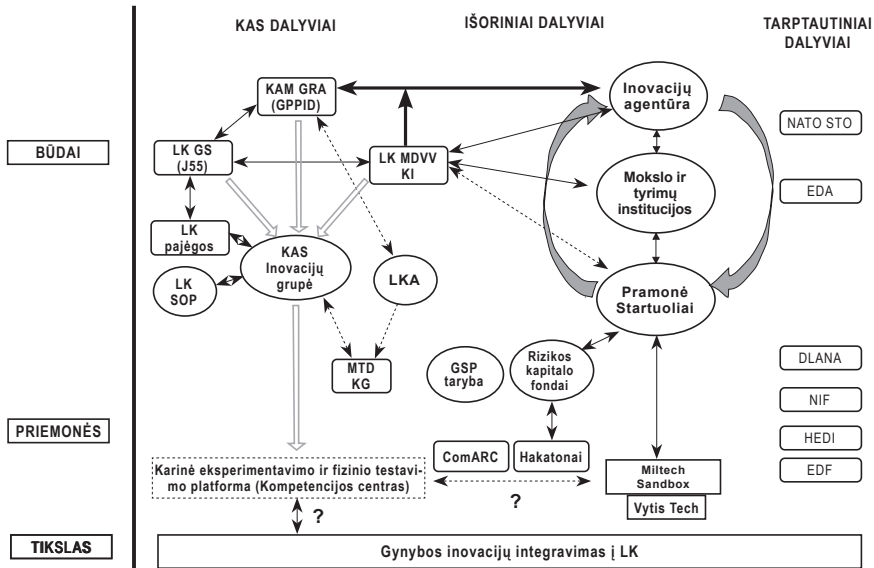 KAS DALYVIAI
IŠORINIAI DALYVIAI
TARPTAUTINIAI
DALYVIAI
BŪDAI
KAM GRA
(GPPID)
Inovacijų
agentūra
NATO STO
LK GS
(J55)
LK MDVV
KI
Mokslo ir
tyrimų
institucijos
EDA
LK
pajėgos
KAS
Inovacijų
grupė
LK
SOP
LKA
Pramonė
Startuoliai
MTD
KG
GSP
taryba
Rizikos
kapitalo
fondai
DLANA
NIF
PRIEMONĖS
HEDI
ComARC
Hakatonai
EDF
Karinė eksperimentavimo ir fizinio testavi-
mo platforma (Kompetencijos centras)
Miltech
Sandbox
Vytis Tech
?
?
TIKSLAS
Gynybos inovacijų integravimas į LK